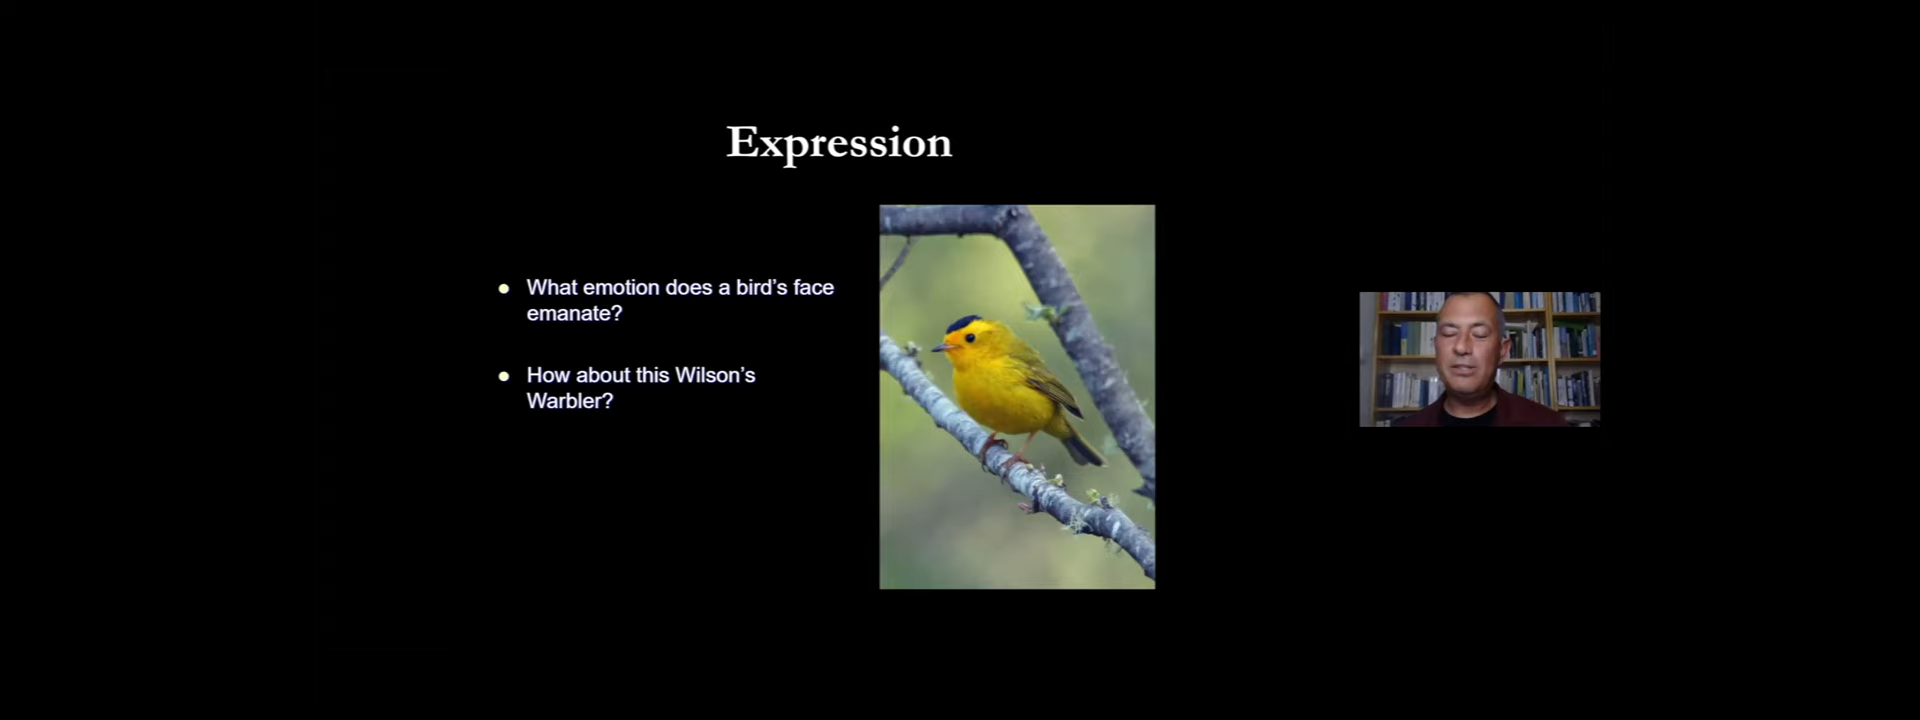 Expression
• What emotion does a bird’s face
emanate?
• How about this Wilson’s
Warbler?